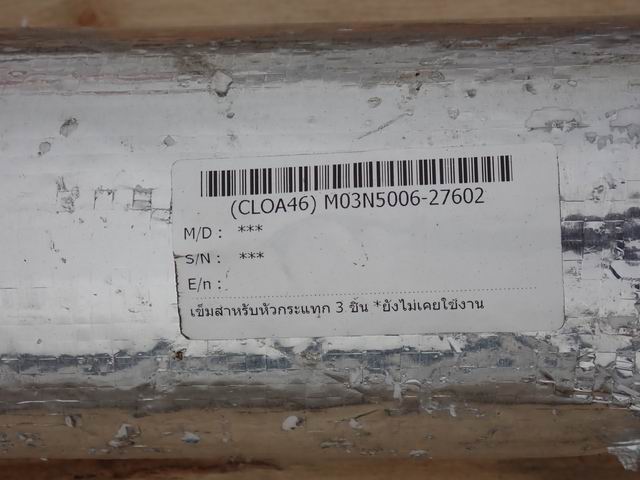 (CLOA46) M03N5006-27602
M/D : ***
S/N : ***
E/n :
เข็มสำหรับหัวกระแทก 3 ชิ้น *ยังไม่เคยใช้งาน